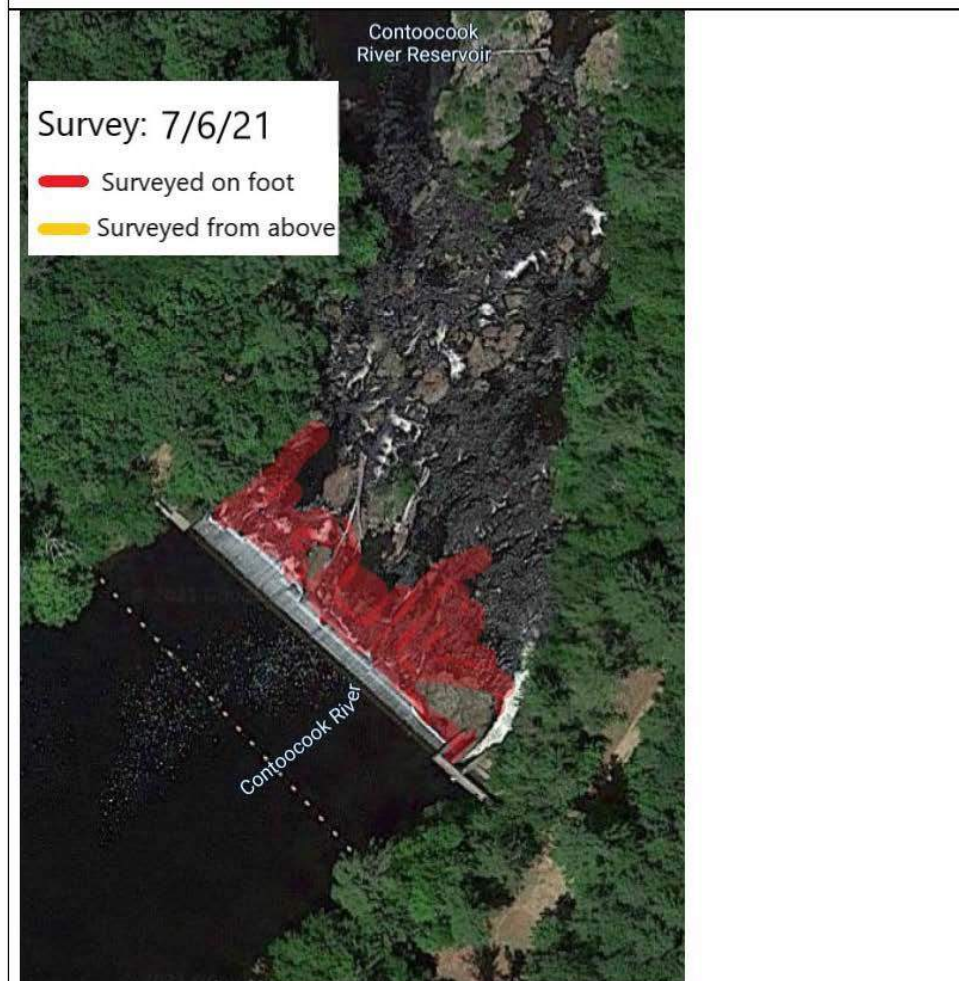 Contoocook
River Reservoir
Survey: 7/6/21
Surveyed on foot
Surveyed from above
Contoocook River